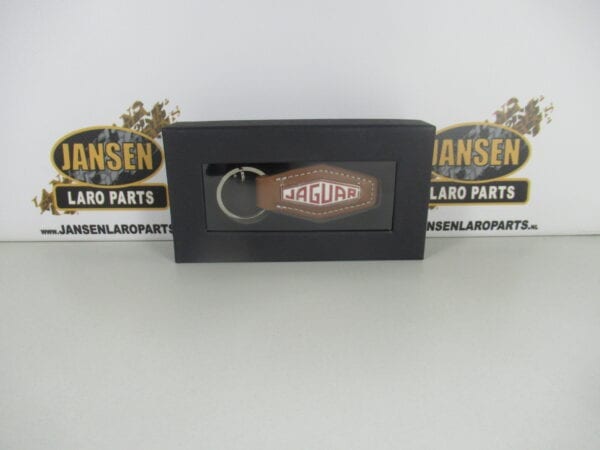 JANSEN
LARO PARTS
WWW.JANSENLAROPARTS.
JAGUAR
JANSEN
LARO PARTS
JANSENLAROPARTS.NL